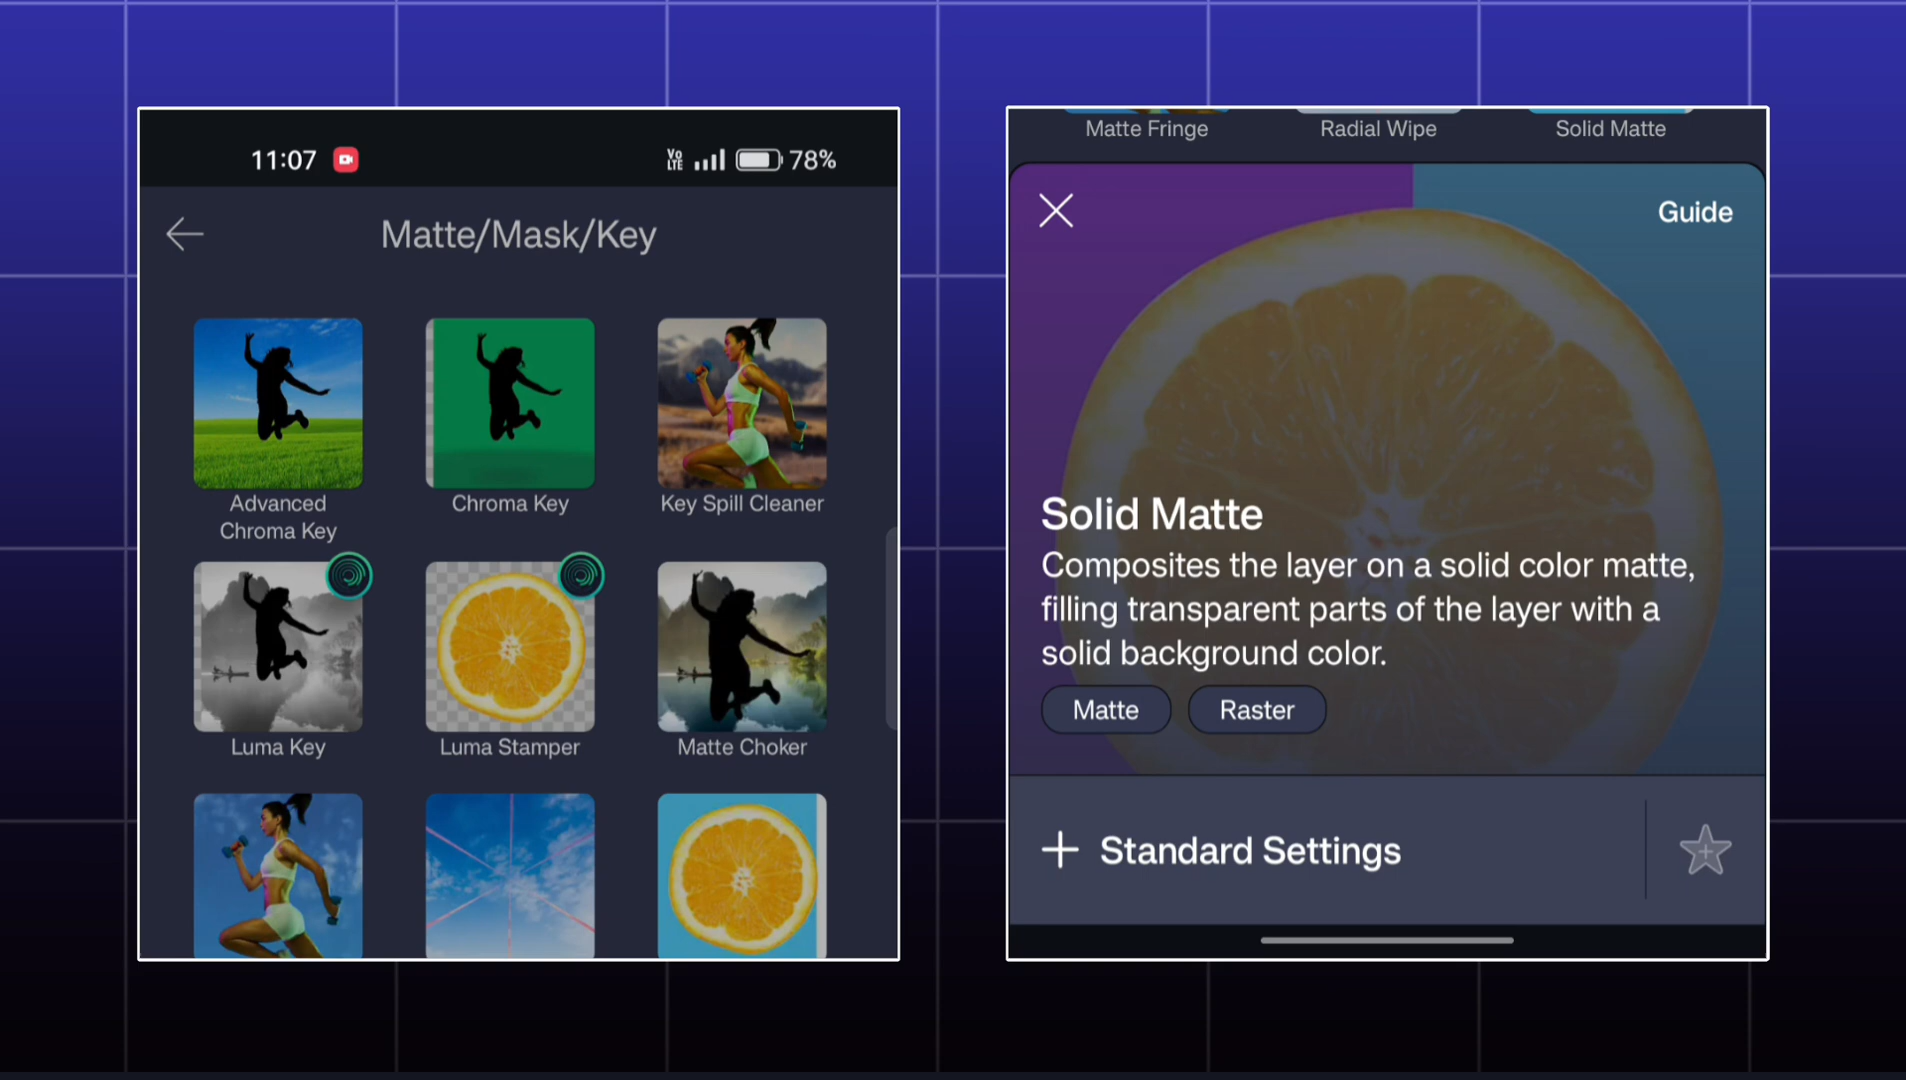 11:07
Vo LTE
78%
Matte/Mask/Key
Advanced
Chroma Key
Chroma Key
Key Spill Cleaner
Luma Key
Luma Stamper
Matte Choker
Matte Fringe
Radial Wipe
Solid Matte
Guide
Solid Matte
Composites the layer on a solid color matte,
filling transparent parts of the layer with a
solid background color.
Matte
Raster
Standard Settings